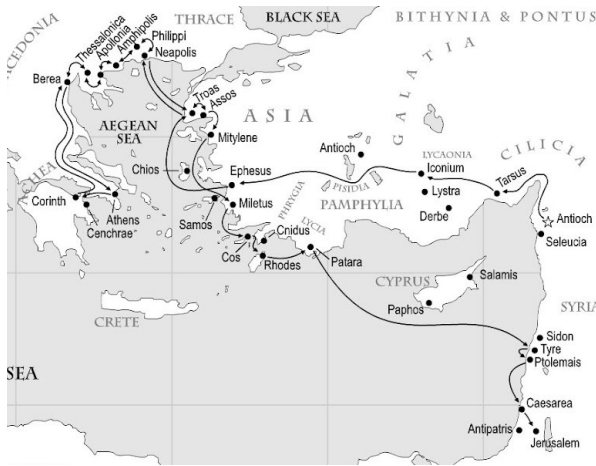 THRACE
BLACK SEA
BITHYNIA & PONTUS
ACEDONIA
Thessalonica
Apollonia
Amphipolis
Philippi
Neapolis
Berea
Troas
Assos
ASIA
GALATIA
AEGEAN
SEA
Mitylene
Antioch
LYCAONIA
CILICIA
Chios
Ephesus
Iconium
ACHEA
PISIDIA
Lystra
Tarsus
PHRYGIA
PAMPHYLIA
Corinth
Athens
Miletus
Derbe
Antioch
Cenchrae
Samos
LYCIA
Seleucia
Cnidus
Cos
Rhodes
Patara
CYPRUS
Salamis
CRETE
Paphos
SYRIA
Sidon
Tyre
Ptolemais
SEA
Caesarea
Antipatris
Jerusalem